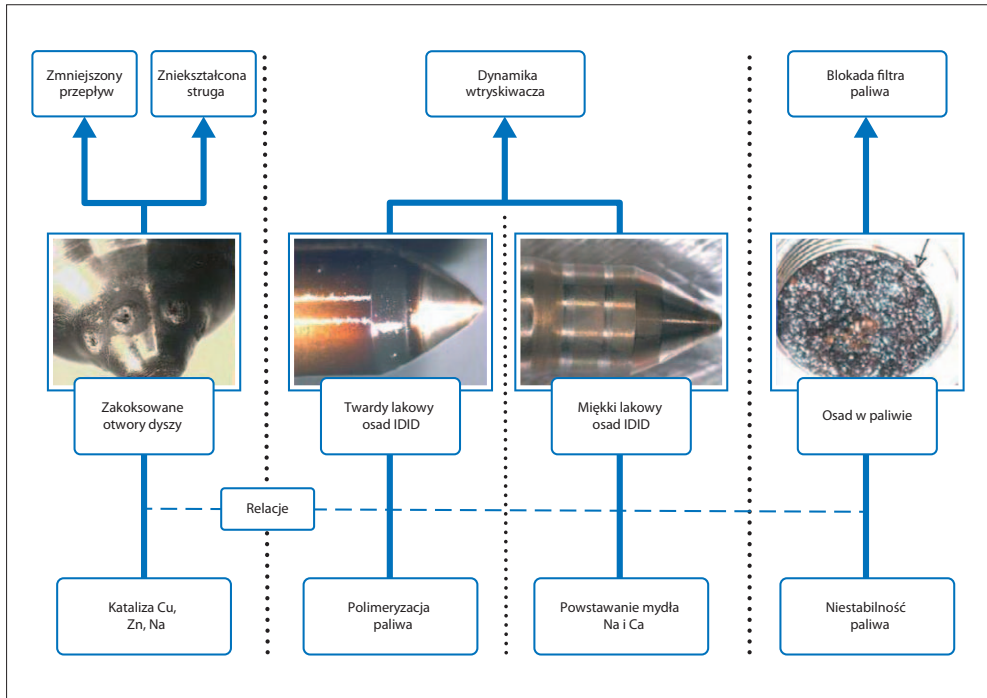 Zmniejszony
przepływ
Zniekształcona
struga
Dynamika
wtryskiwacza
Blokada filtra
paliwa
Zakoksowane
otwory dyszy
Twardy lakowy
osad IDID
Miękki lakowy
osad IDID
Osad w paliwie
Relacje
Kataliza Cu,
Zn, Na
Polimeryzacja
paliwa
Powstawanie mydła
Na i Ca
Niestabilność
paliwa